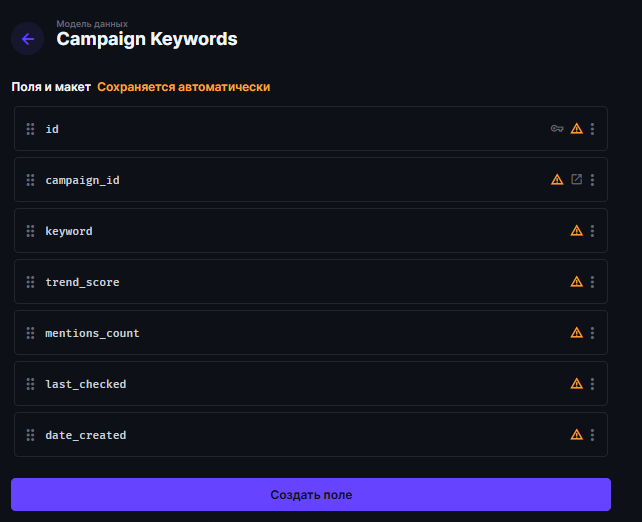 Модель данных
Campaign Keywords
Поля и макет Сохраняется автоматически
id
campaign_id
keyword
trend_score
mentions_count
last_checked
date_created
Создать поле